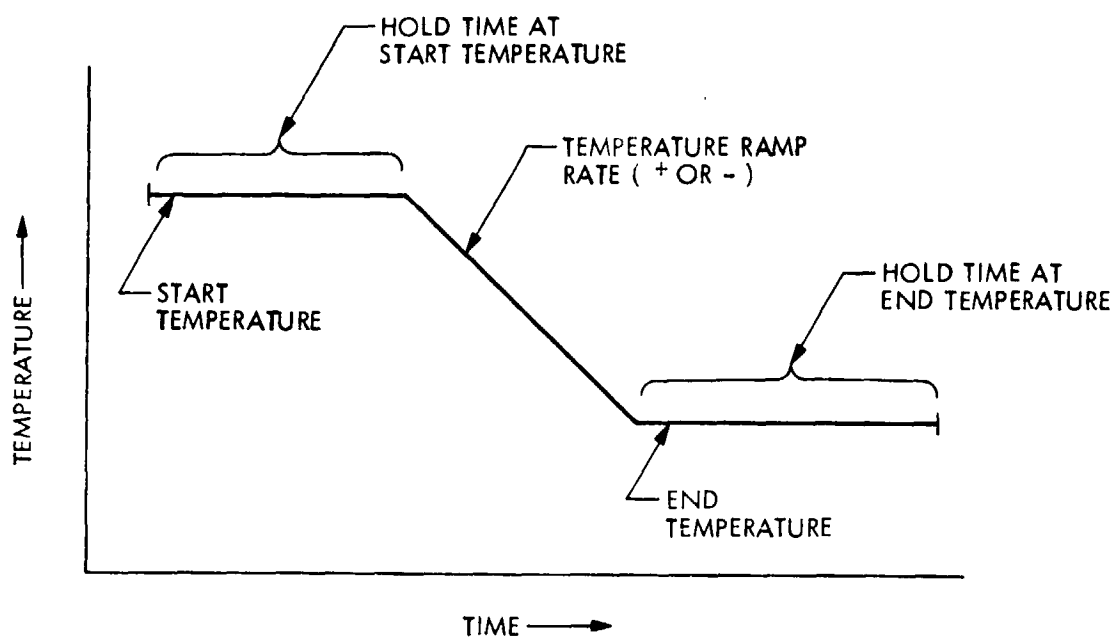 HOLD TIME AT
START TEMPERATURE
TEMPERATURE RAMP
RATE ( + OR - )
START
TEMPERATURE
HOLD TIME AT
END TEMPERATURE
TEMPERATURE
END
TEMPERATURE
TIME